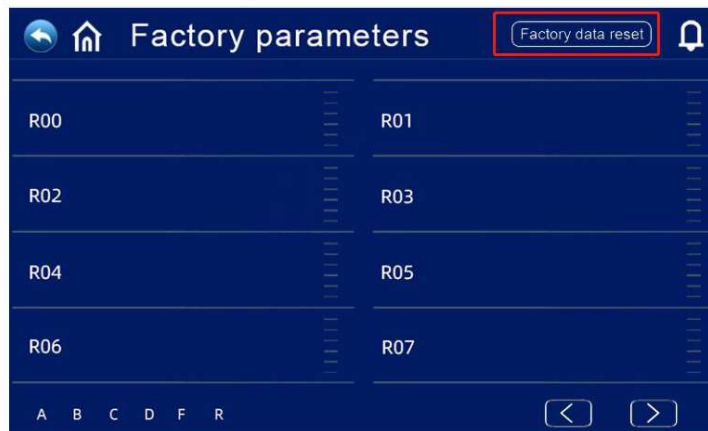 Factory parameters Factory data reset
R00 R01
R02 R03
R04 R05
R06 R07
A B C D F R